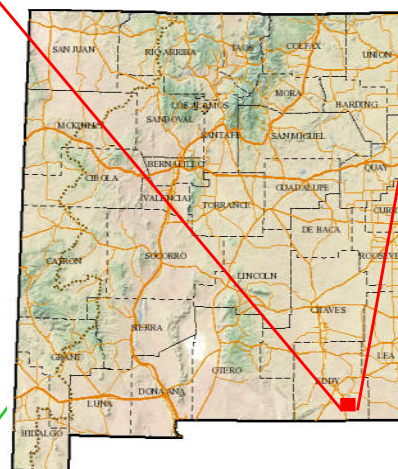 SAN JUAN
RIO ARRIBA
TAOS
COLFAX
UNION
LOS ALAMOS
MORA
HARDING
SANDOVAL
MCKINLEY
SANTA FE
SAN MIGUEL
BERNALILLO
QUAY
CIBOLA
GUADALUPE
VALENCIA
TORRANCE
CURR
DE BACA
SOCORRO
ROOSEVE
CATRON
LINCOLN
CHAVES
SIERRA
LEA
GRANT
OTERO
EDDY
DONA ANA
LUNA
HIDALGO